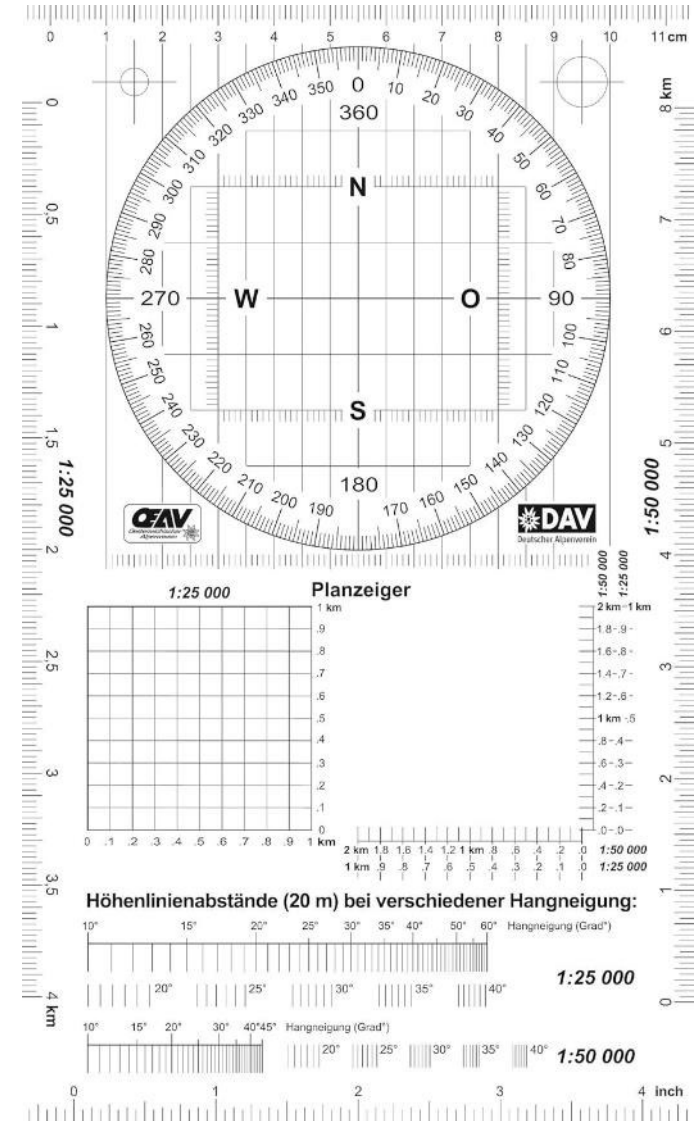 0 1 2 3 4 5 6 7 8 9 10 11 cm
0 0,5 1 1,5 2 2,5 3 3,5 4 km
1:25 000
8 km 7 6 5 4 3 2 1 0
1:50 000
0
360
10 20 30 40 50 60 70 80
90
100 110 120 130 140 150 160 170
180
190 200 210 220 230 240 250 260
270
280 290 300 310 320 330 340 350
N
W O
S
ŒAV
Oesterreichischer
Alpenverein
DAV
Deutscher Alpenverein
1:25 000 Planzeiger
1:50 000
1:25 000
1 km
.9
.8
.7
.6
.5
.4
.3
.2
.1
0
0 .1 .2 .3 .4 .5 .6 .7 .8 .9 1 km
2 km-1 km
1.8-.9-
1.6-.8-
1.4-.7-
1.2-.6-
1 km -.5
.8-.4-
.6-.3-
.4-.2-
.2-.1-
.0-.0-
2 km 1.8 1.6 1.4 1.2 1 km .8 .6 .4 .2 .0 1:50 000
1 km .9 .8 .7 .6 .5 .4 .3 .2 .1 .0 1:25 000
Höhenlinienabstände (20 m) bei verschiedener Hangneigung:
10° 15° 20° 25° 30° 35° 40° 50° 60° Hangneigung (Grad°)
20° 25° 30° 35° 40°
1:25 000
10° 15° 20° 30° 40°45° Hangneigung (Grad°)
20° 25° 30° 35° 40° 1:50 000
0 1 2 3 4 inch